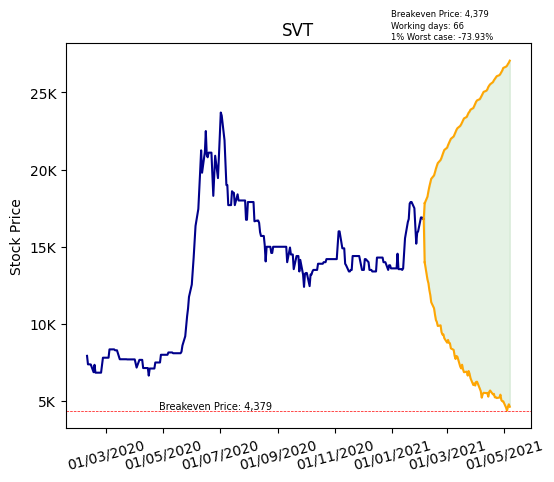 Breakeven Price: 4,379
Working days: 66
1% Worst case: -73.93%
SVT
Stock Price
25K
20K
15K
10K
5K
Breakeven Price: 4,379
01/03/2020
01/05/2020
01/07/2020
01/09/2020
01/11/2020
01/01/2021
01/03/2021
01/05/2021